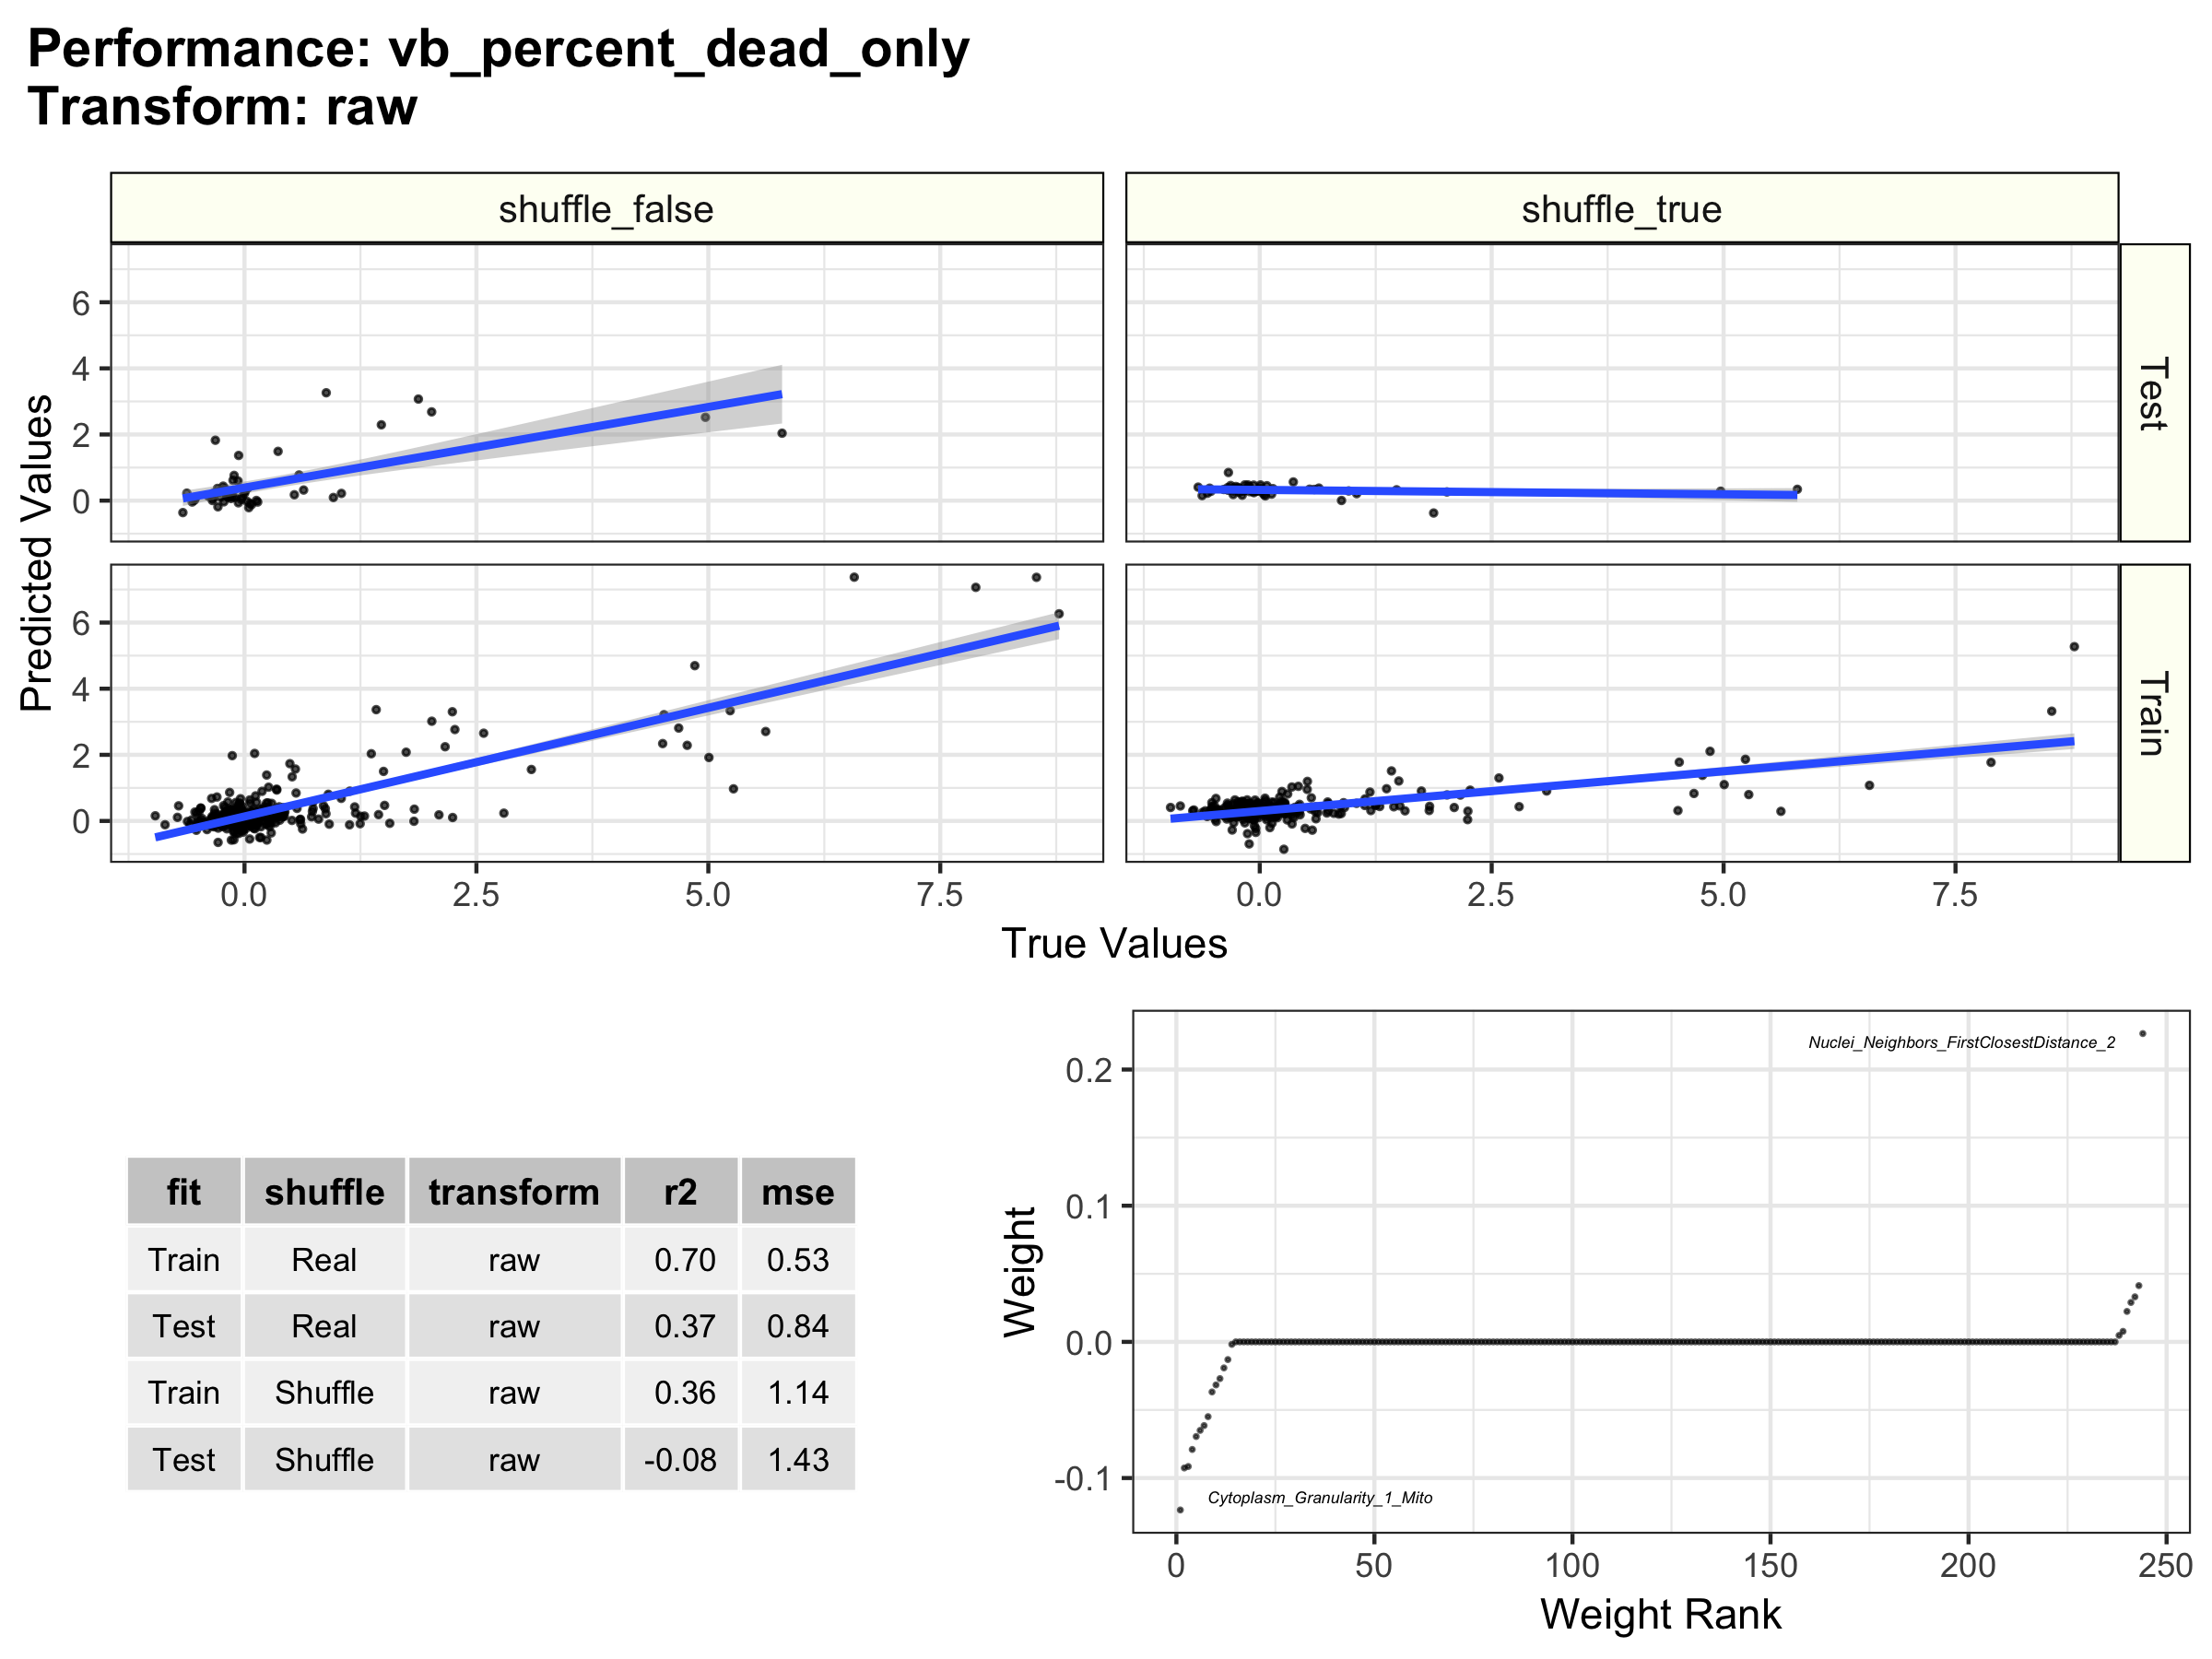 Performance: vb_percent_dead_only
Transform: raw
shuffle_false
shuffle_true
Predicted Values
6
4
2
0
Test
6
4
2
0
Train
0.0 2.5 5.0 7.5
0.0 2.5 5.0 7.5
True Values
fit shuffle transform r2 mse
Train Real raw 0.70 0.53
Test Real raw 0.37 0.84
Train Shuffle raw 0.36 1.14
Test Shuffle raw -0.08 1.43
Weight
0.2
0.1
0.0
-0.1
Nuclei_Neighbors_FirstClosestDistance_2
Cytoplasm_Granularity_1_Mito
0 50 100 150 200 250
Weight Rank